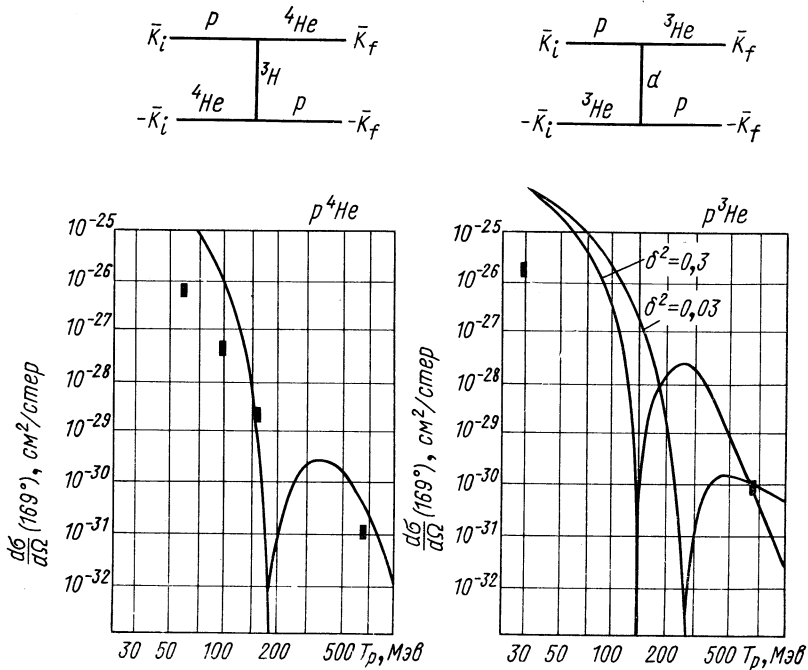 p ⁴He
K̄ᵢ K̄f
³H
-K̄ᵢ ⁴He p -K̄f
p ³He
K̄ᵢ K̄f
d
-K̄ᵢ ³He p -K̄f
p⁴He
10⁻²⁵
10⁻²⁶
10⁻²⁷
10⁻²⁸
10⁻²⁹
10⁻³⁰
10⁻³¹
10⁻³²
dσ/dΩ (169°), см²/стер
30 50 100 200 500 Tp, Мэв
p³He
10⁻²⁵
10⁻²⁶
10⁻²⁷
10⁻²⁸
10⁻²⁹
10⁻³⁰
10⁻³¹
10⁻³²
δ²=0,3
δ²=0,03
dσ/dΩ (169°), см²/стер
30 50 100 200 500 Tp, Мэв